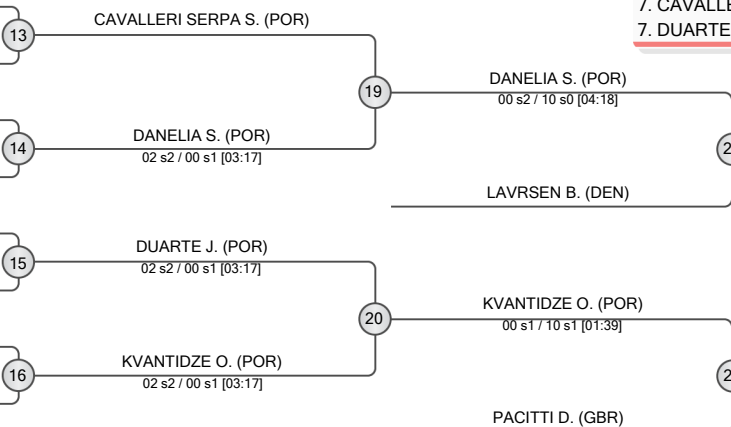 7. CAVALLE
7. DUARTE
13
CAVALLERI SERPA S. (POR)
19
DANELIA S. (POR)
00 s2 / 10 s0 [04:18]
14
DANELIA S. (POR)
02 s2 / 00 s1 [03:17]
2
LAVRSEN B. (DEN)
15
DUARTE J. (POR)
02 s2 / 00 s1 [03:17]
20
KVANTIDZE O. (POR)
00 s1 / 10 s1 [01:39]
16
KVANTIDZE O. (POR)
02 s2 / 00 s1 [03:17]
2
PACITTI D. (GBR)